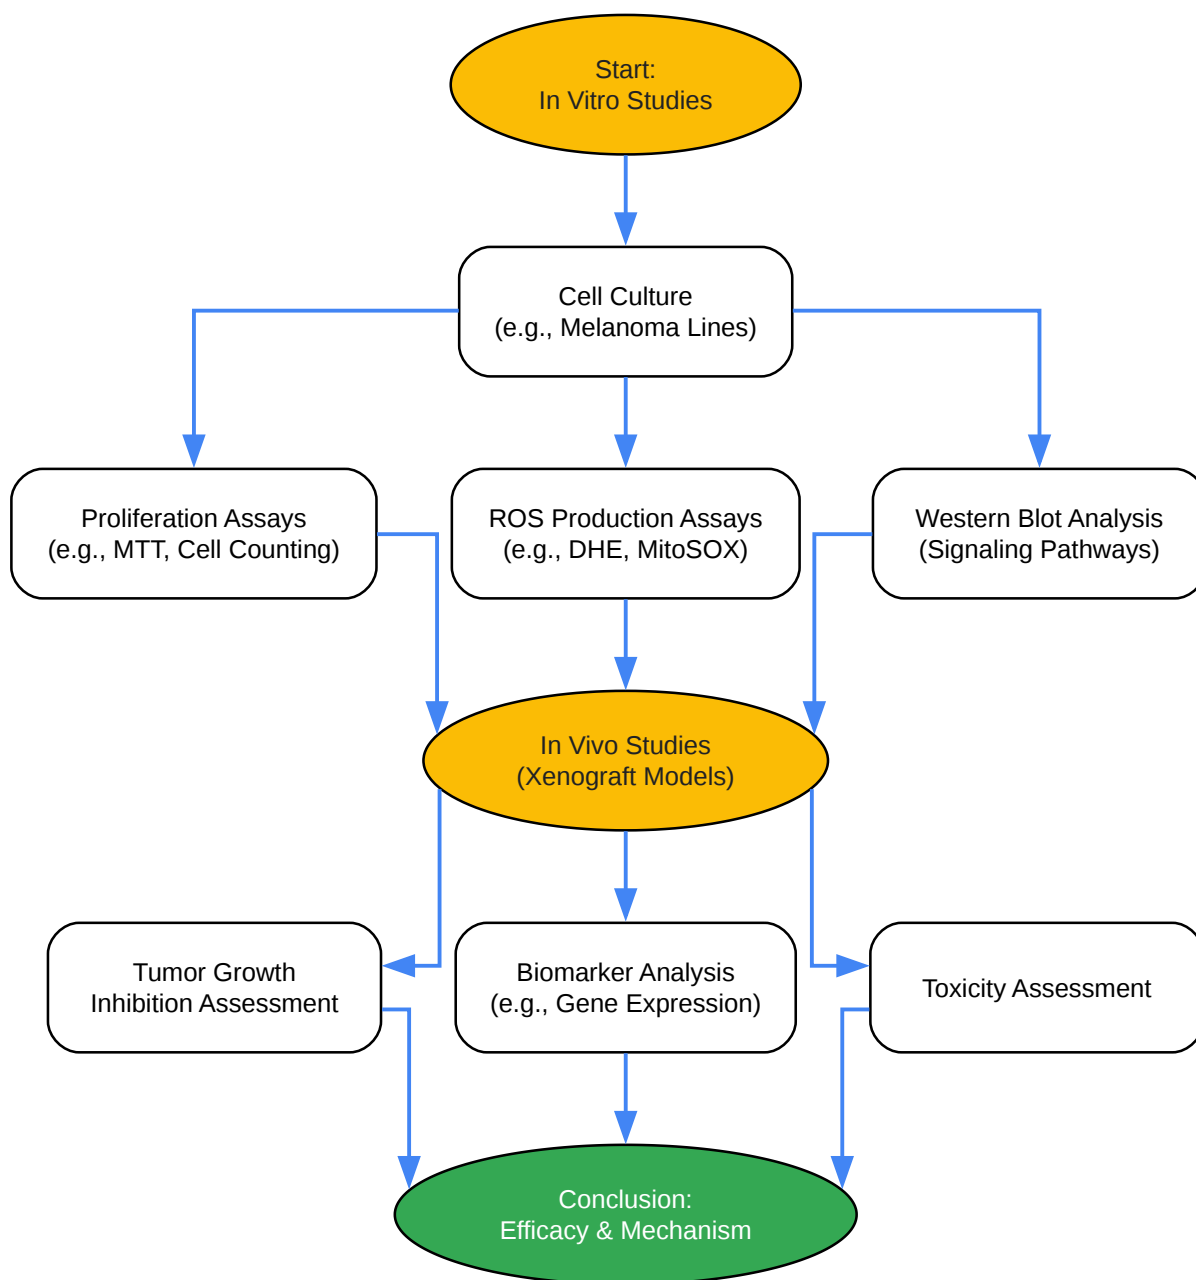 Start:
In Vitro Studies
Cell Culture
(e.g., Melanoma Lines)
Proliferation Assays
(e.g., MTT, Cell Counting)
ROS Production Assays
(e.g., DHE, MitoSOX)
Western Blot Analysis
(Signaling Pathways)
In Vivo Studies
(Xenograft Models)
Tumor Growth
Inhibition Assessment
Biomarker Analysis
(e.g., Gene Expression)
Toxicity Assessment
Conclusion:
Efficacy & Mechanism